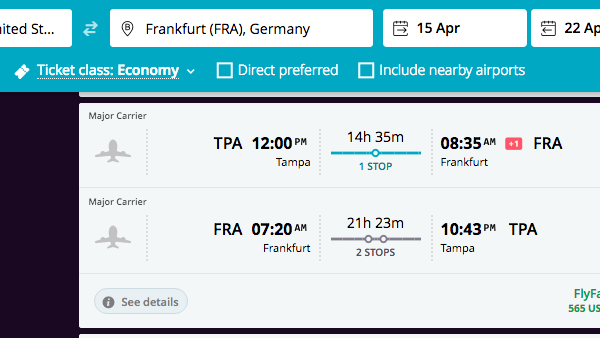 nited St... Frankfurt (FRA), Germany 15 Apr 22 Ap
Ticket class: Economy Direct preferred Include nearby airports
Major Carrier
14h 35m
TPA 12:00 PM 08:35 AM +1 FRA
Tampa 1 STOP Frankfurt
Major Carrier
21h 23m
FRA 07:20 AM 10:43 PM TPA
Frankfurt 2 STOPS Tampa
FlyFa
i See details
565 US